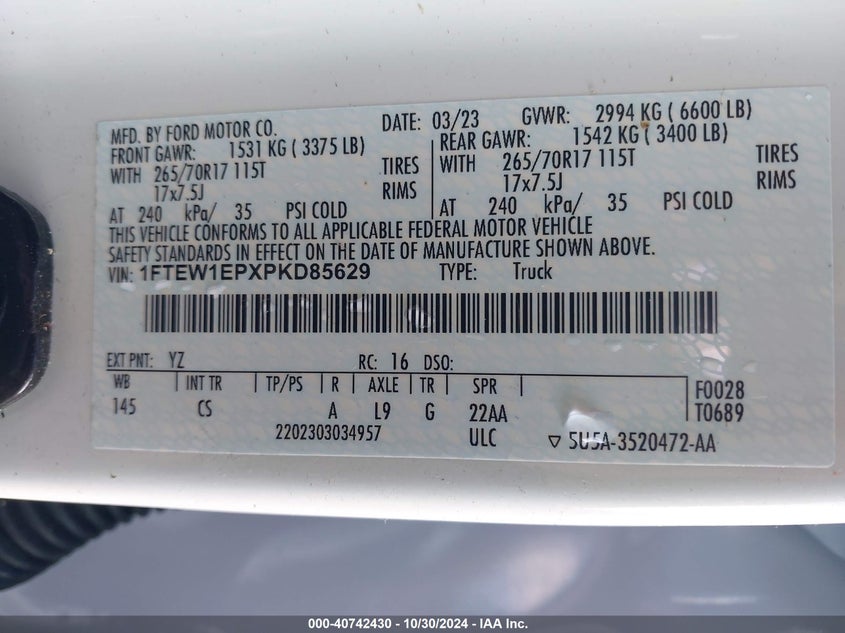 MFD. BY FORD MOTOR CO.
DATE: 03/23 GVWR: 2994 KG ( 6600 LB)
FRONT GAWR: 1531 KG ( 3375 LB) REAR GAWR: 1542 KG ( 3400 LB)
WITH 265/70R17 115T TIRES WITH 265/70R17 115T TIRES
17x7.5J RIMS 17x7.5J RIMS
AT 240 kPa/ 35 PSI COLD AT 240 kPa/ 35 PSI COLD
THIS VEHICLE CONFORMS TO ALL APPLICABLE FEDERAL MOTOR VEHICLE
SAFETY STANDARDS IN EFFECT ON THE DATE OF MANUFACTURE SHOWN ABOVE.
VIN: 1FTEW1EPXPKD85629 TYPE: Truck
EXT PNT: YZ RC: 16 DSO:
WB INT TR TP/PS R AXLE TR SPR F0028
145 CS A L9 G 22AA T0689
2202303034957 ULC ▽ 5U5A-3520472-AA
000-40742430 - 10/30/2024 - IAA Inc.